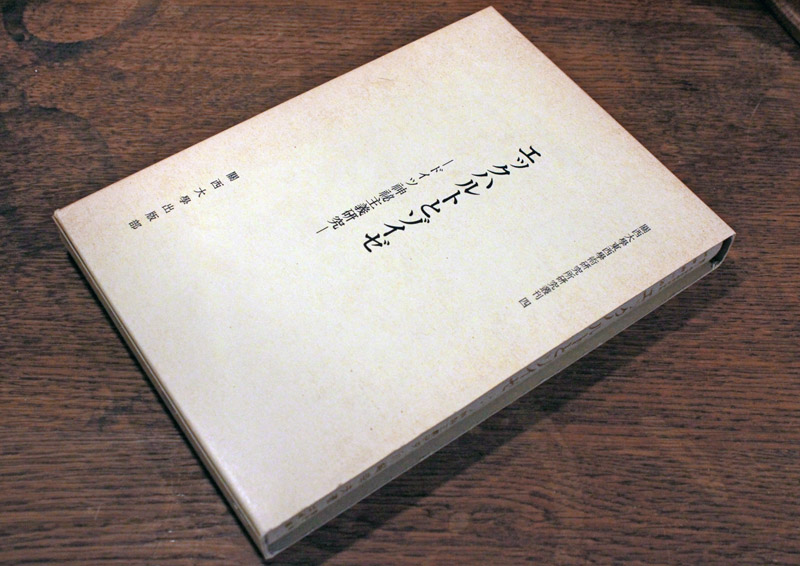 關西大學東西學術研究所研究叢刊 四
エックハルトとゾイゼ
―ドイツ神祕主義研究―
關西大學出版部